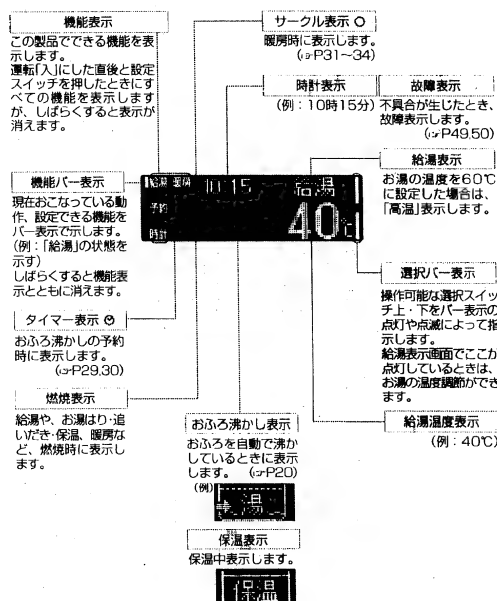 機能表示
この製品でできる機能を表
示します。
運転「入」にした直後と設定
スイッチを押したときにす
べての機能を表示します
が、しばらくすると表示が
消えます。
サークル表示 ○
暖房時に表示します。
(☞P31~34)
時計表示
(例：10時15分)
故障表示
不具合が生じたとき、
故障表示します。
(☞P49,50)
給湯表示
お湯の温度を60℃
に設定した場合は、
「高温」表示します。
機能バー表示
現在おこなっている動
作、設定できる機能を
バー表示で示します。
(例：「給湯」の状態を
示す)
しばらくすると機能表
示とともに消えます。
給湯 暖房 10:15 給湯
予約
時計
40℃
選択バー表示
操作可能な選択スイッ
チ上・下をバー表示の
点灯や点滅によって指
示します。
給湯表示画面でここが
点灯しているときは、
お湯の温度調節ができ
ます。
タイマー表示
おふろ沸かしの予約
時に表示します。
(☞P29,30)
燃焼表示
給湯や、お湯はり・追
いだき・保温、暖房な
ど、燃焼時に表示し
ます。
おふろ沸かし表示
おふろを自動で沸か
しているときに表示
します。 (☞P20)
(例)
湯
保温表示
保温中表示します。
保温
給湯温度表示
(例：40℃)